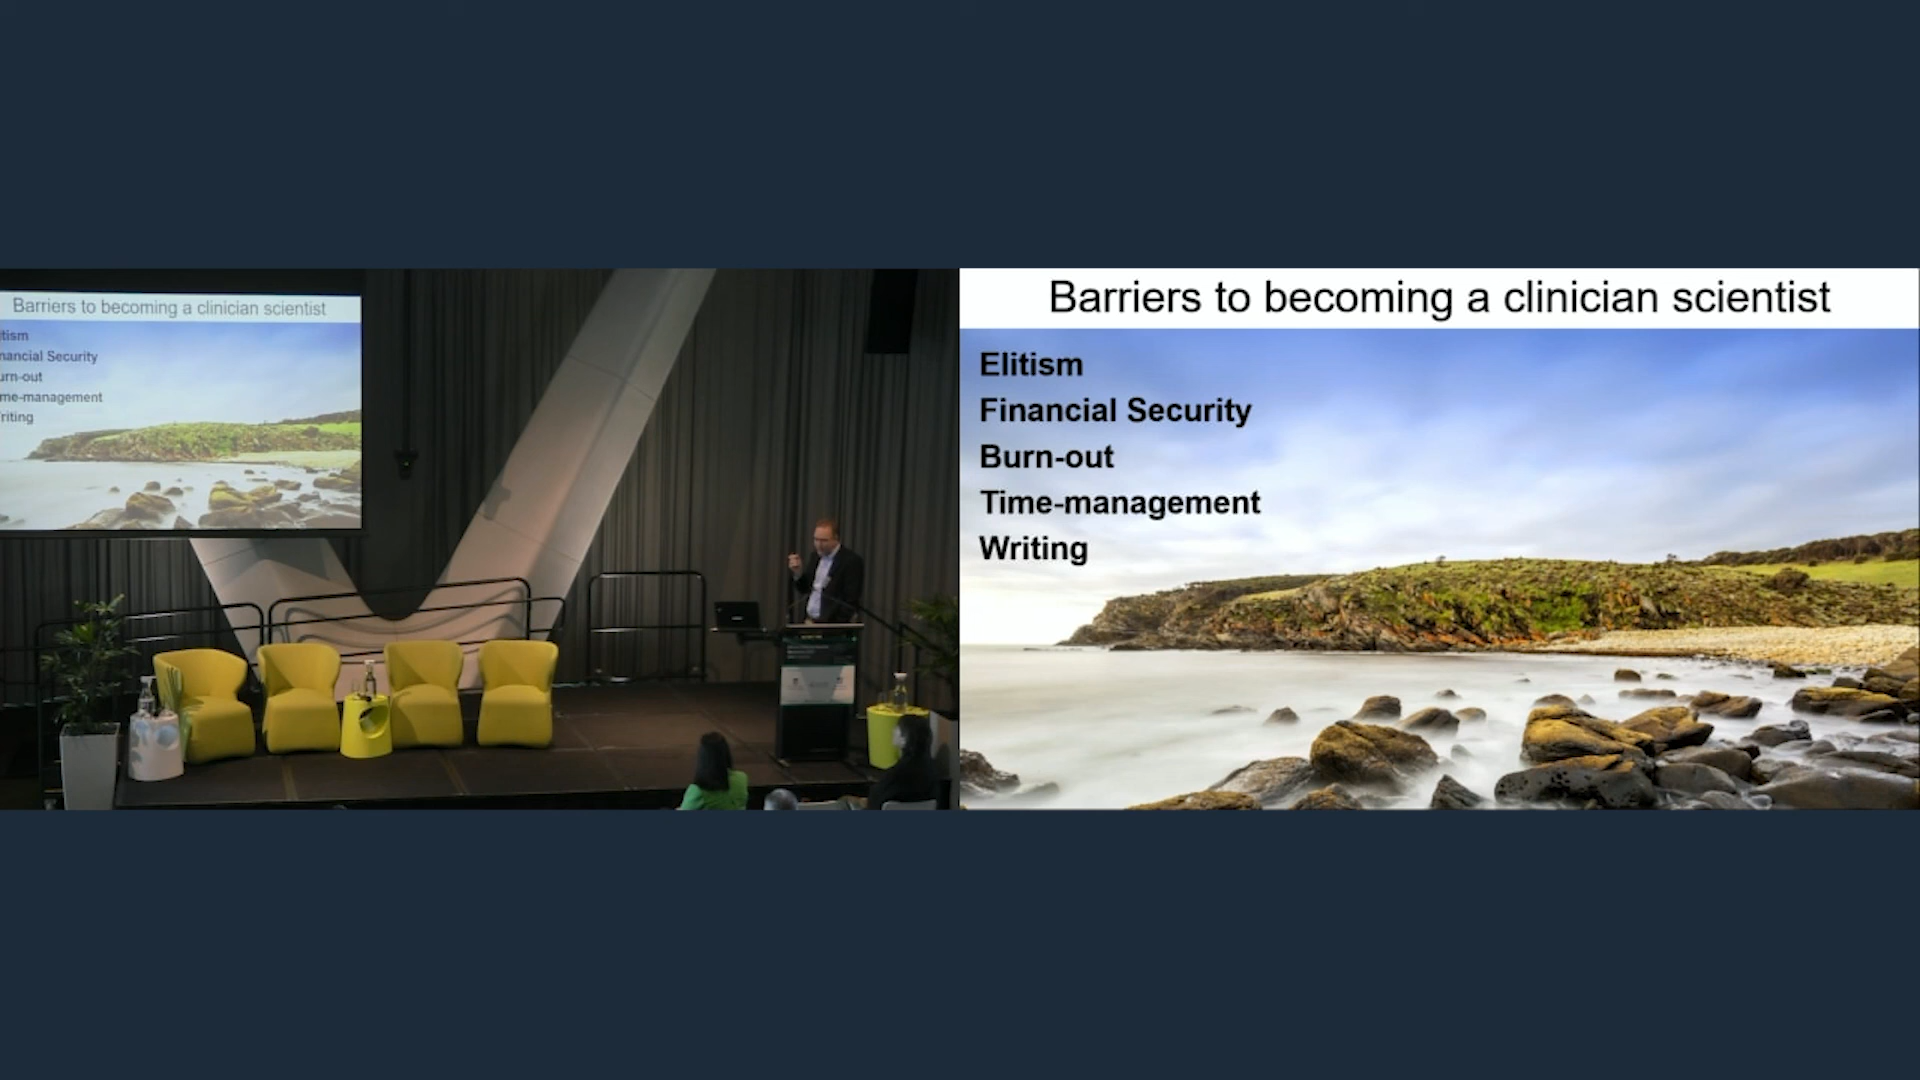 Barriers to becoming a clinician scientist
tism
nancial Security
urn-out
me-management
riting
Barriers to becoming a clinician scientist
Elitism
Financial Security
Burn-out
Time-management
Writing